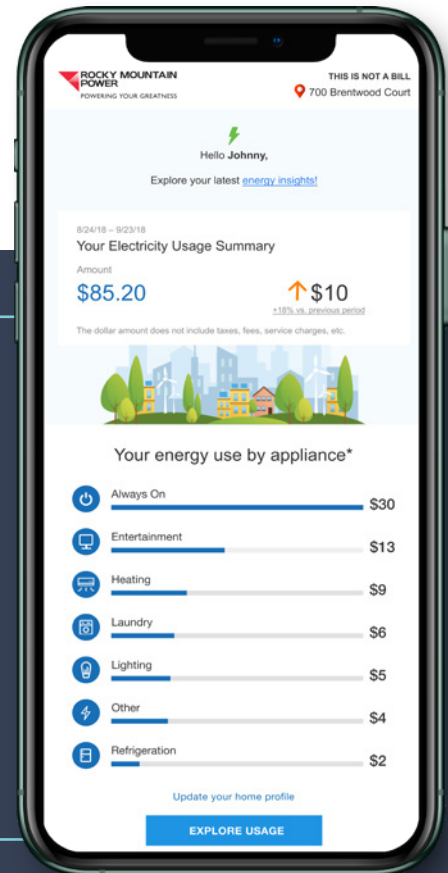 ROCKY MOUNTAIN
POWER
POWERING YOUR GREATNESS
THIS IS NOT A BILL
700 Brentwood Court
Hello Johnny,
Explore your latest energy insights!
8/24/18 – 9/23/18
Your Electricity Usage Summary
Amount
$85.20
$10
+18% vs. previous period
The dollar amount does not include taxes, fees, service charges, etc.
Your energy use by appliance*
Always On
$30
Entertainment
$13
Heating
$9
Laundry
$6
Lighting
$5
Other
$4
Refrigeration
$2
Update your home profile
EXPLORE USAGE